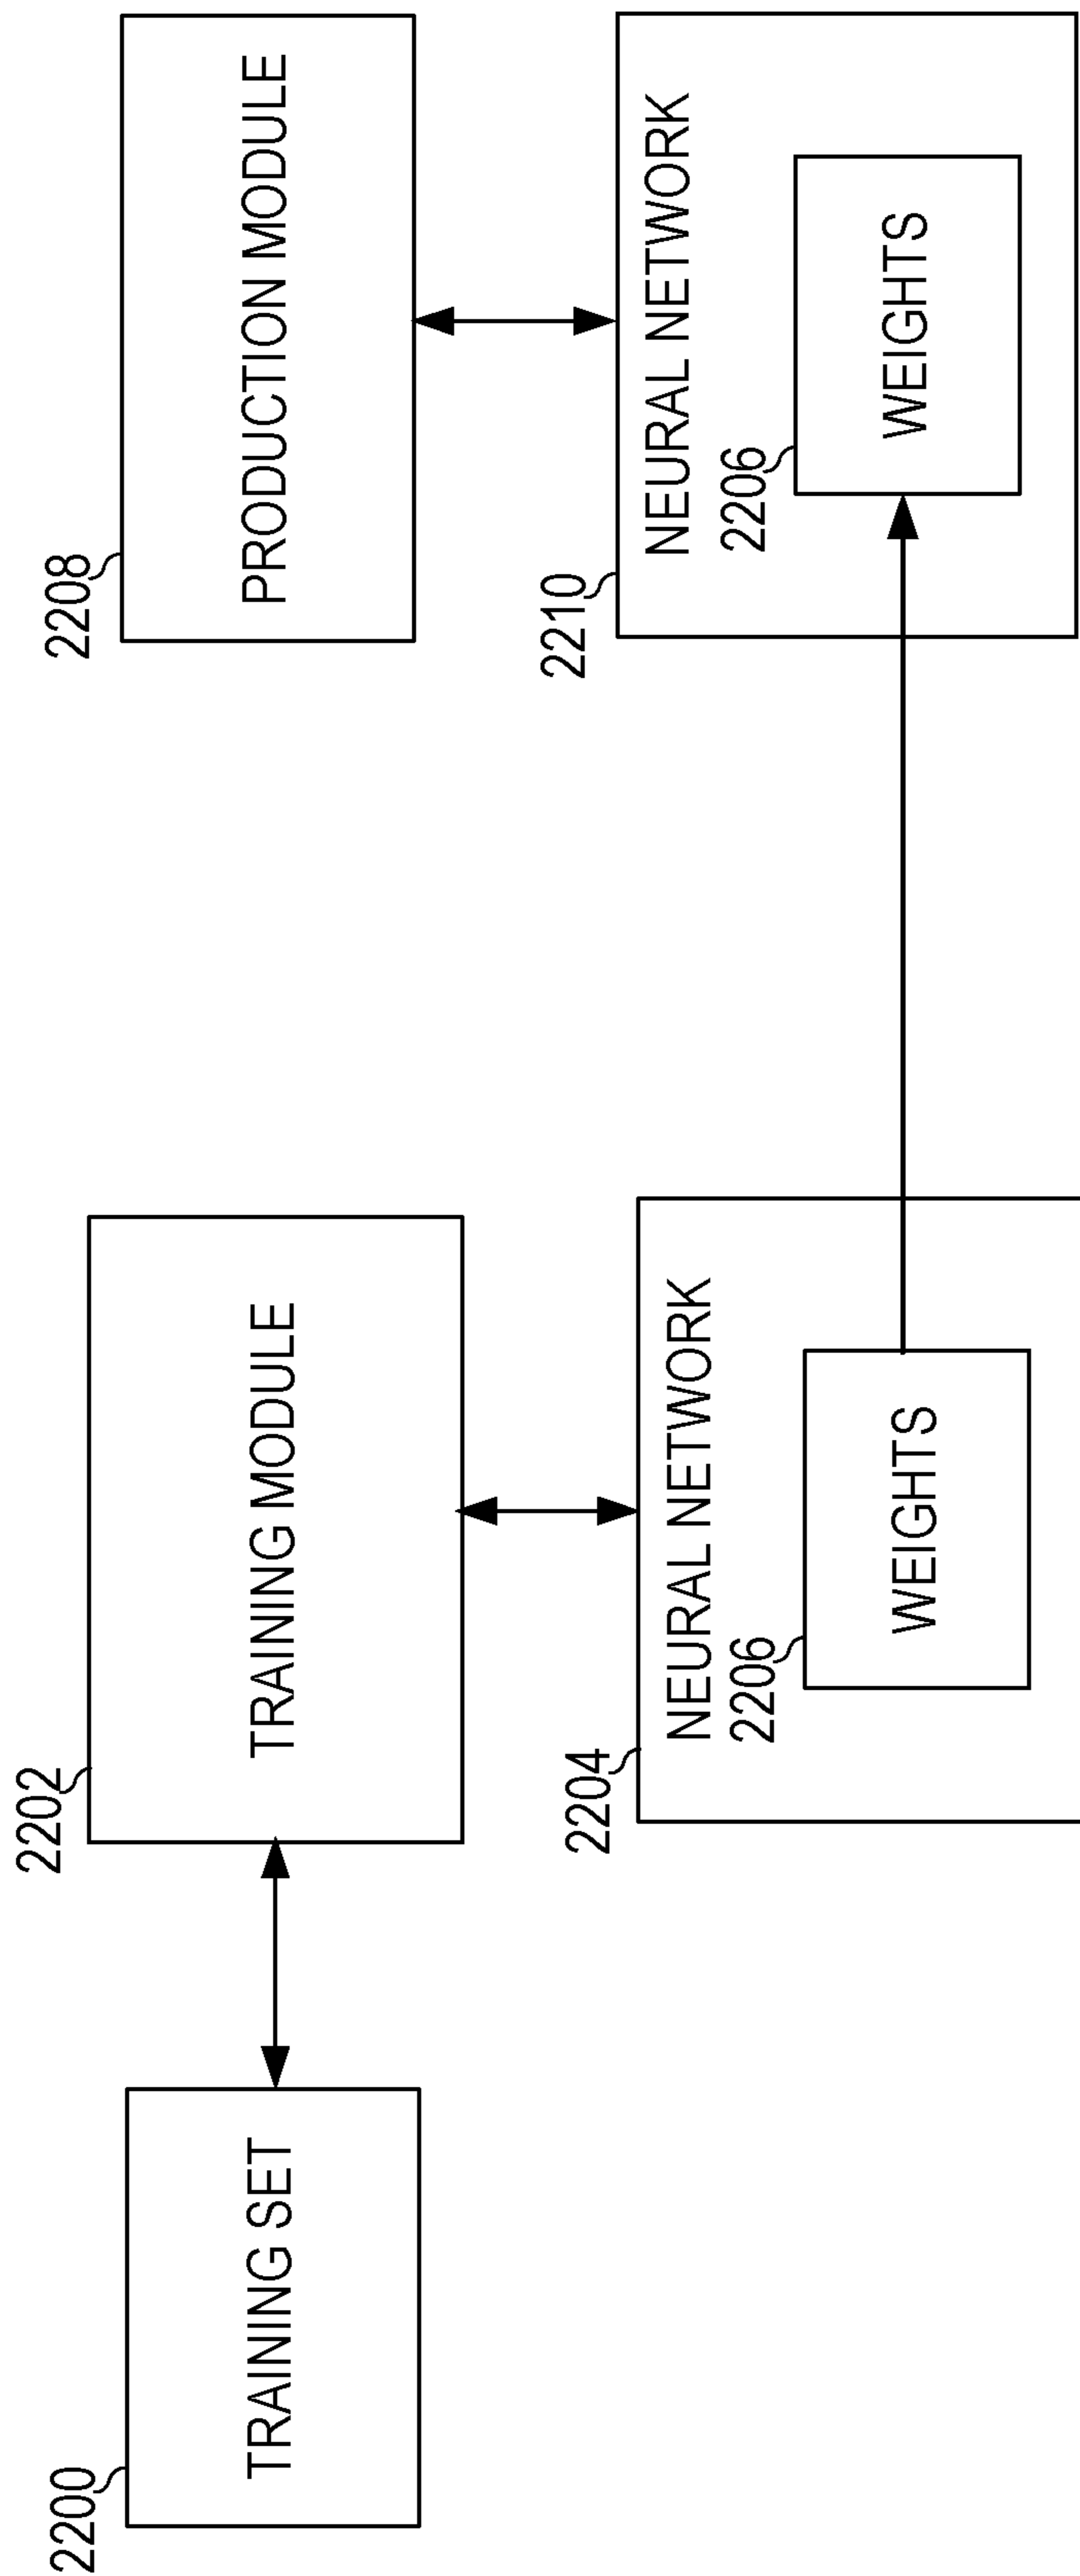 2200
TRAINING SET
2202
TRAINING MODULE
2204
NEURAL NETWORK
2206
WEIGHTS
2208
PRODUCTION MODULE
2210
NEURAL NETWORK
2206
WEIGHTS